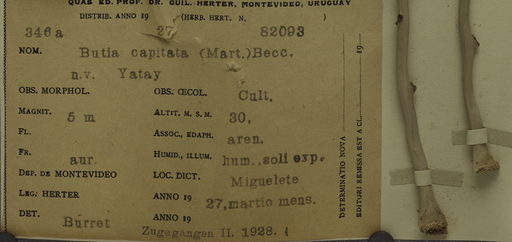 QUAS ED. PROF. DR. GUIL. HERTER, MONTEVIDEO, URUGUAY
DISTRIB. ANNO 19 27 (HERB. HERT. N. )
346a 82093
NOM. Butia capitata (Mart.)Becc.
n.v. Yatay
OBS. MORPHOL. OBS. ŒCOL. Cult,
MAGNIT. 5 m ALTIT. M. S. M. 30,
FL. ASSOC., EDAPH. aren.
FR. aur. HUMID., ILLUM. hum.,soli exp.
DEP. DE MONTEVIDEO LOC. DICT. Miguelete
LEG. HERTER ANNO 19 27,martio mens.
DET. Burret ANNO 19
Zugegangen II. 1928.
DETERMINATIO NOVA
EDITORI REMISSA EST A CL.
19